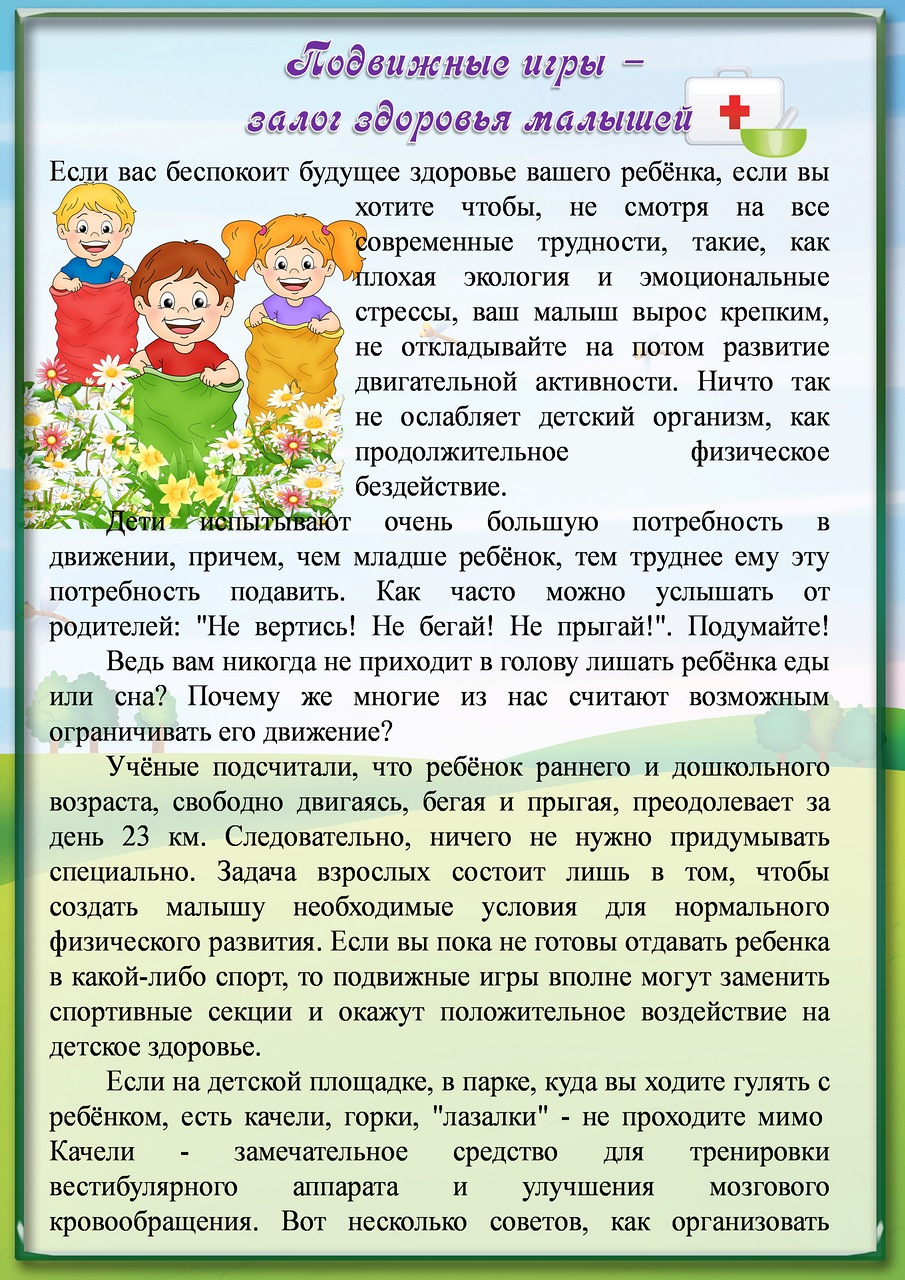 Подвижные игры –
залог здоровья малышей
Если вас беспокоит будущее здоровье вашего ребёнка, если вы
хотите чтобы, не смотря на все
современные трудности, такие, как
плохая экология и эмоциональные
стрессы, ваш малыш вырос крепким,
не откладывайте на потом развитие
двигательной активности. Ничто так
не ослабляет детский организм, как
продолжительное физическое
бездействие.
Дети испытывают очень большую потребность в
движении, причем, чем младше ребёнок, тем труднее ему эту
потребность подавить. Как часто можно услышать от
родителей: "Не вертись! Не бегай! Не прыгай!". Подумайте!
Ведь вам никогда не приходит в голову лишать ребёнка еды
или сна? Почему же многие из нас считают возможным
ограничивать его движение?
Учёные подсчитали, что ребёнок раннего и дошкольного
возраста, свободно двигаясь, бегая и прыгая, преодолевает за
день 23 км. Следовательно, ничего не нужно придумывать
специально. Задача взрослых состоит лишь в том, чтобы
создать малышу необходимые условия для нормального
физического развития. Если вы пока не готовы отдавать ребенка
в какой-либо спорт, то подвижные игры вполне могут заменить
спортивные секции и окажут положительное воздействие на
детское здоровье.
Если на детской площадке, в парке, куда вы ходите гулять с
ребёнком, есть качели, горки, "лазалки" - не проходите мимо
Качели - замечательное средство для тренировки
вестибулярного аппарата и улучшения мозгового
кровообращения. Вот несколько советов, как организовать